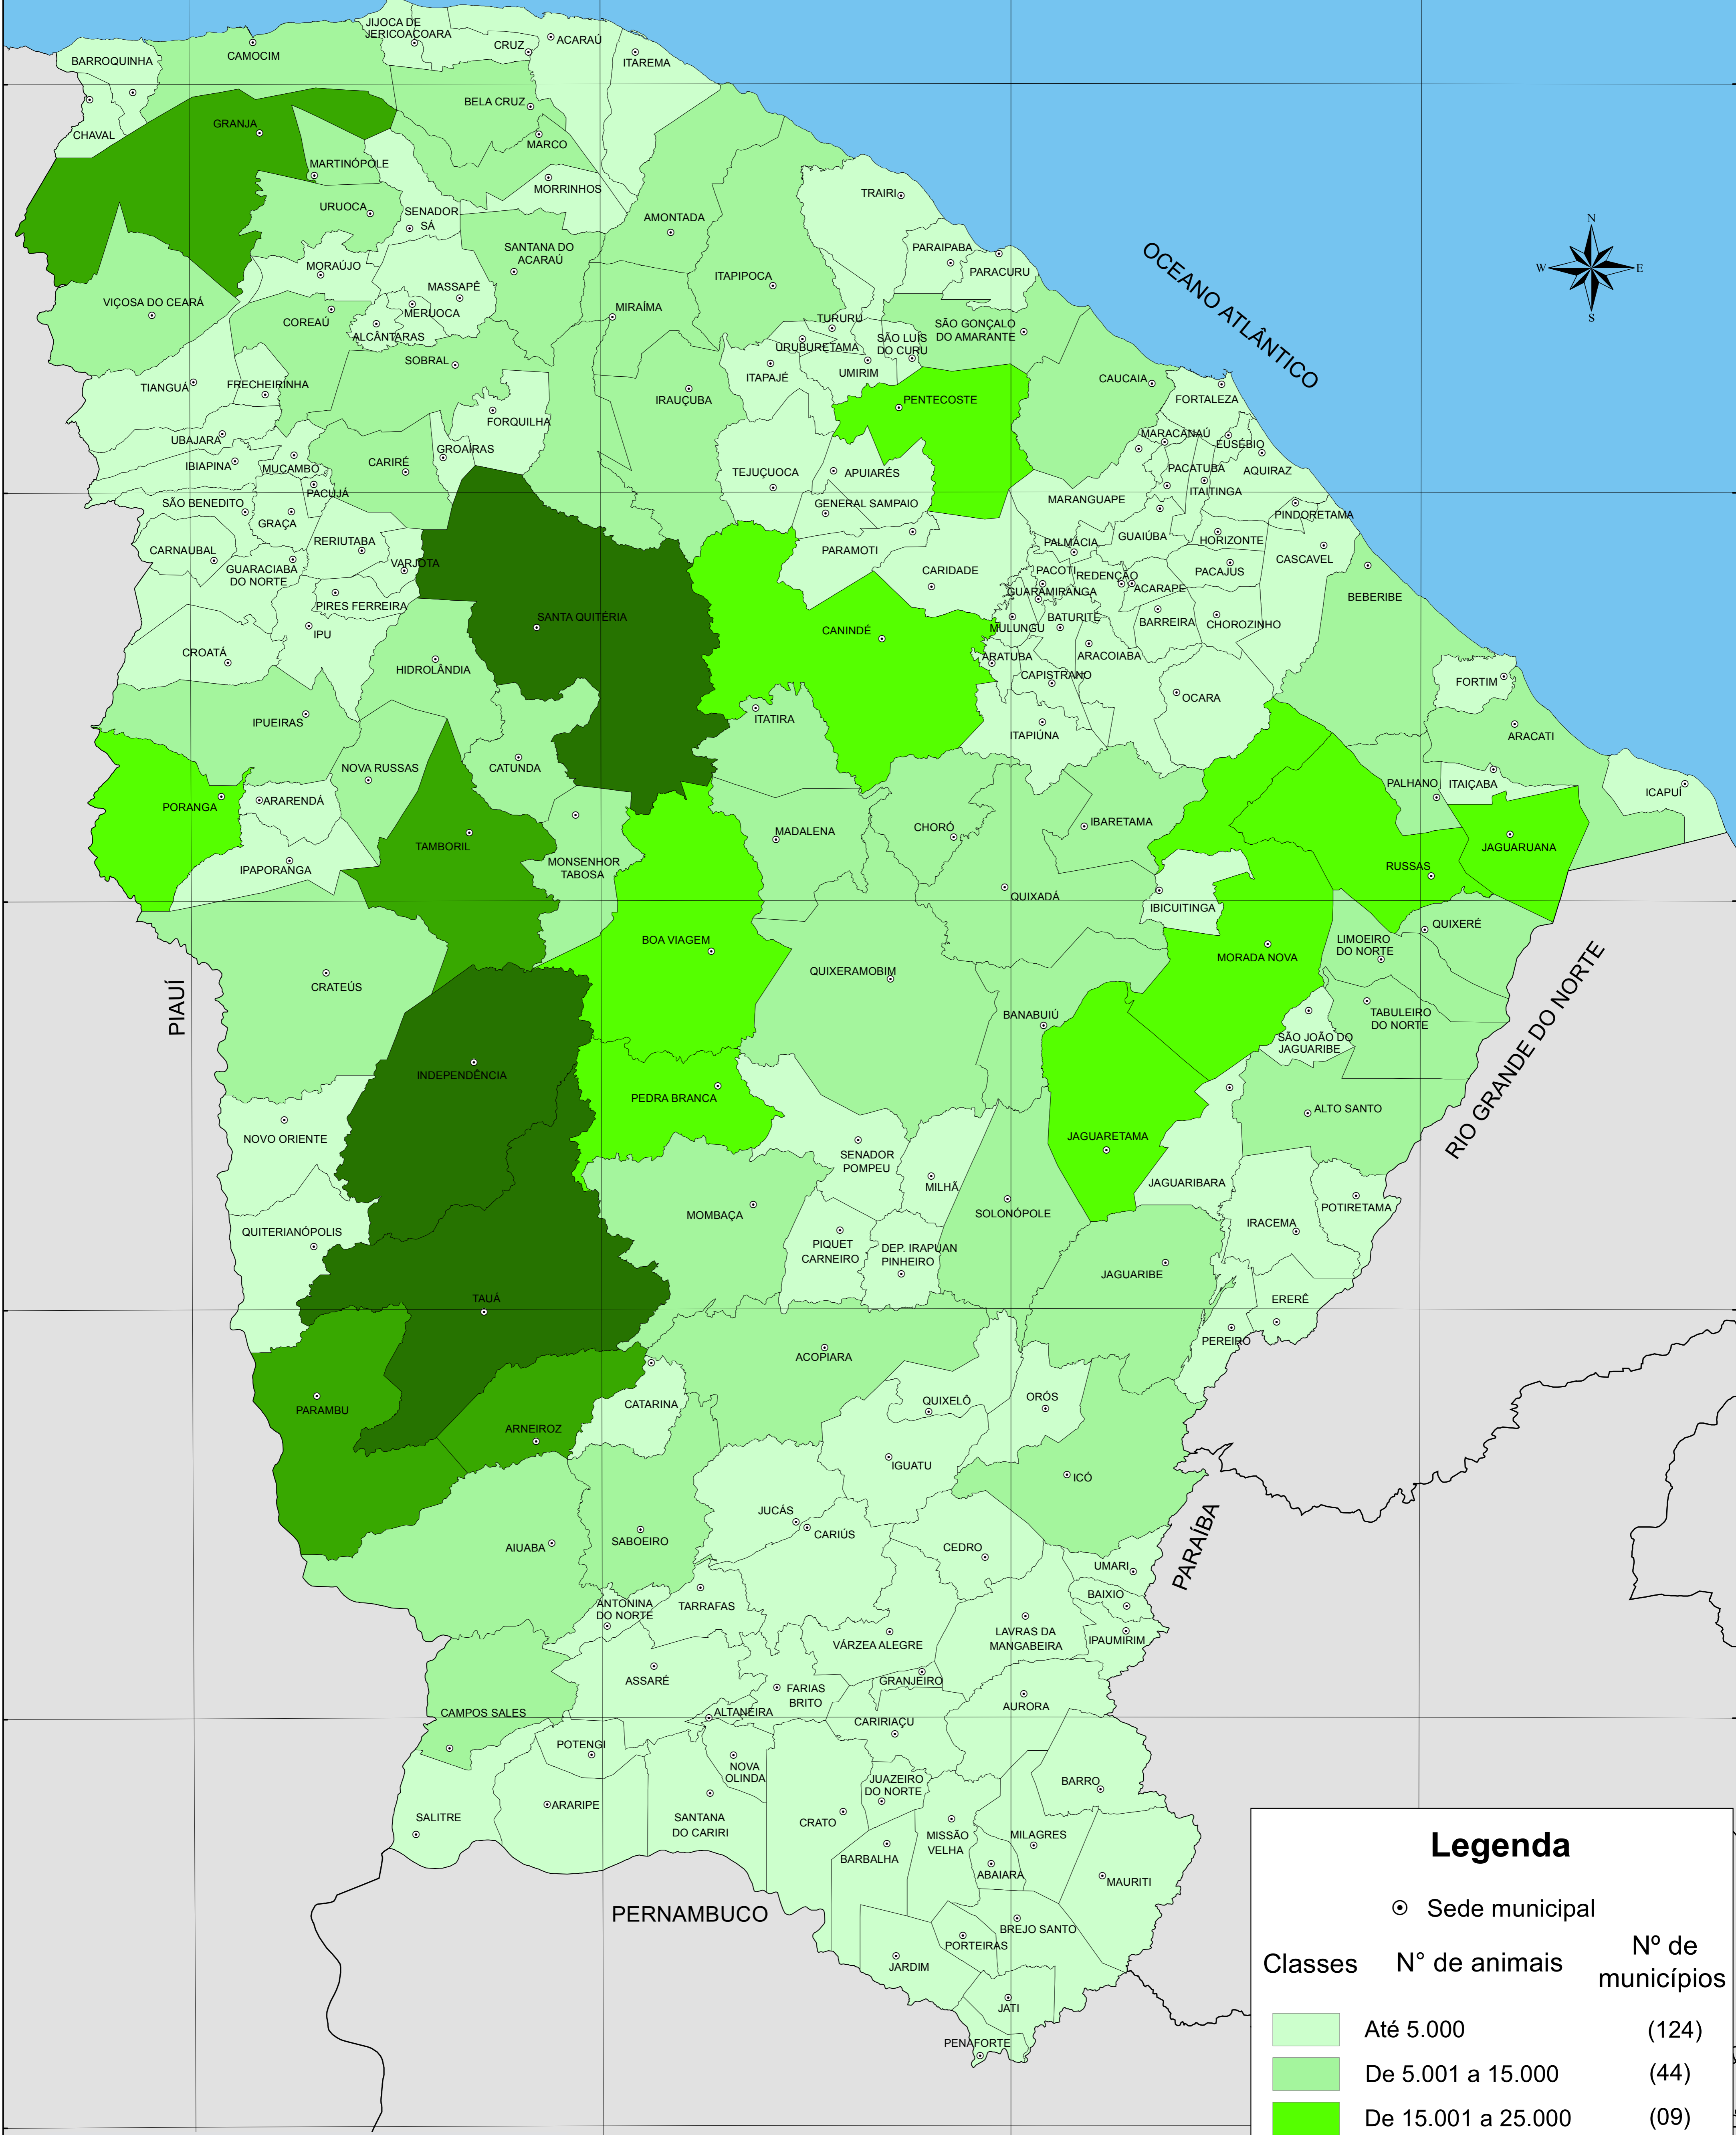 JIJOCA DE
JERICOACOARA
CRUZ
ACARAÚ
ITAREMA
BARROQUINHA
CAMOCIM
BELA CRUZ
CHAVAL
GRANJA
MARCO
MARTINÓPOLE
MORRINHOS
TRAIRI
URUOCA
SENADOR
SÁ
AMONTADA
SANTANA DO
ACARAÚ
PARAIPABA
PARACURU
OCEANO ATLÂNTICO
N
W
E
S
MORAÚJO
ITAPIPOCA
MASSAPÊ
VIÇOSA DO CEARÁ
MIRAÍMA
MERUOCA
COREAÚ
TURURU
SÃO GONÇALO
DO AMARANTE
ALCÂNTARAS
URUBURETAMA
SÃO LUIS
DO CURU
SOBRAL
UMIRIM
ITAPAJÉ
TIANGUÁ
FRECHEIRINHA
CAUCAIA
IRAUÇUBA
PENTECOSTE
FORTALEZA
FORQUILHA
UBAJARA
GROAÍRAS
MARACANAÚ
EUSÉBIO
IBIAPINA
MUCAMBO
CARIRÉ
TEJUÇUOCA
APUIARÉS
PACATUBA
AQUIRAZ
PACUJÁ
ITAITINGA
SÃO BENEDITO
GENERAL SAMPAIO
MARANGUAPE
GRAÇA
PINDORETAMA
CARNAUBAL
RERIUTABA
PARAMOTI
PALMÁCIA
GUAIÚBA
HORIZONTE
CASCAVEL
GUARACIABA
DO NORTE
VARJOTA
CARIDADE
PACOTI
REDENÇÃO
PACAJUS
PIRES FERREIRA
GUARAMIRANGA
ACARAPE
BEBERIBE
SANTA QUITÉRIA
CANINDÉ
MULUNGU
BATURITÉ
BARREIRA
CHOROZINHO
IPU
CROATÁ
HIDROLÂNDIA
ARATUBA
ARACOIABA
CAPISTRANO
FORTIM
OCARA
IPUEIRAS
ITATIRA
ITAPIÚNA
ARACATI
NOVA RUSSAS
CATUNDA
PALHANO
ITAIÇABA
ICAPUÍ
PORANGA
ARARENDÁ
MADALENA
CHORÓ
IBARETAMA
TAMBORIL
MONSENHOR
TABOSA
RUSSAS
JAGUARUANA
IPAPORANGA
QUIXADÁ
IBICUITINGA
QUIXERÉ
BOA VIAGEM
LIMOEIRO
DO NORTE
MORADA NOVA
QUIXERAMOBIM
CRATEÚS
PIAUÍ
BANABUIÚ
TABULEIRO
DO NORTE
SÃO JOÃO DO
JAGUARIBE
RIO GRANDE DO NORTE
INDEPENDÊNCIA
PEDRA BRANCA
ALTO SANTO
NOVO ORIENTE
JAGUARETAMA
SENADOR
POMPEU
MILHÃ
JAGUARIBARA
MOMBAÇA
SOLONÓPOLE
POTIRETAMA
IRACEMA
QUITERIANÓPOLIS
PIQUET
CARNEIRO
DEP. IRAPUAN
PINHEIRO
JAGUARIBE
TAUÁ
ERERÊ
PEREIRO
ACOPIARA
PARAMBU
CATARINA
QUIXELÔ
ORÓS
ARNEIROZ
IGUATU
ICÓ
JUCÁS
CARIÚS
SABOEIRO
AIUABA
CEDRO
PARAÍBA
UMARI
BAIXIO
ANTONINA
DO NORTE
TARRAFAS
LAVRAS DA
MANGABEIRA
IPAUMIRIM
VÁRZEA ALEGRE
ASSARÉ
GRANJEIRO
FARIAS
BRITO
AURORA
CAMPOS SALES
ALTANEIRA
CARIRIAÇU
POTENGI
NOVA
OLINDA
JUAZEIRO
DO NORTE
BARRO
ARARIPE
SALITRE
SANTANA
DO CARIRI
CRATO
MISSÃO
VELHA
MILAGRES
BARBALHA
ABAIARA
MAURITI
PERNAMBUCO
BREJO SANTO
PORTEIRAS
JARDIM
JATI
PENAFORTE
Legenda
Sede municipal
Classes N° de animais Nº de
municípios
Até 5.000 (124)
De 5.001 a 15.000 (44)
De 15.001 a 25.000 (09)